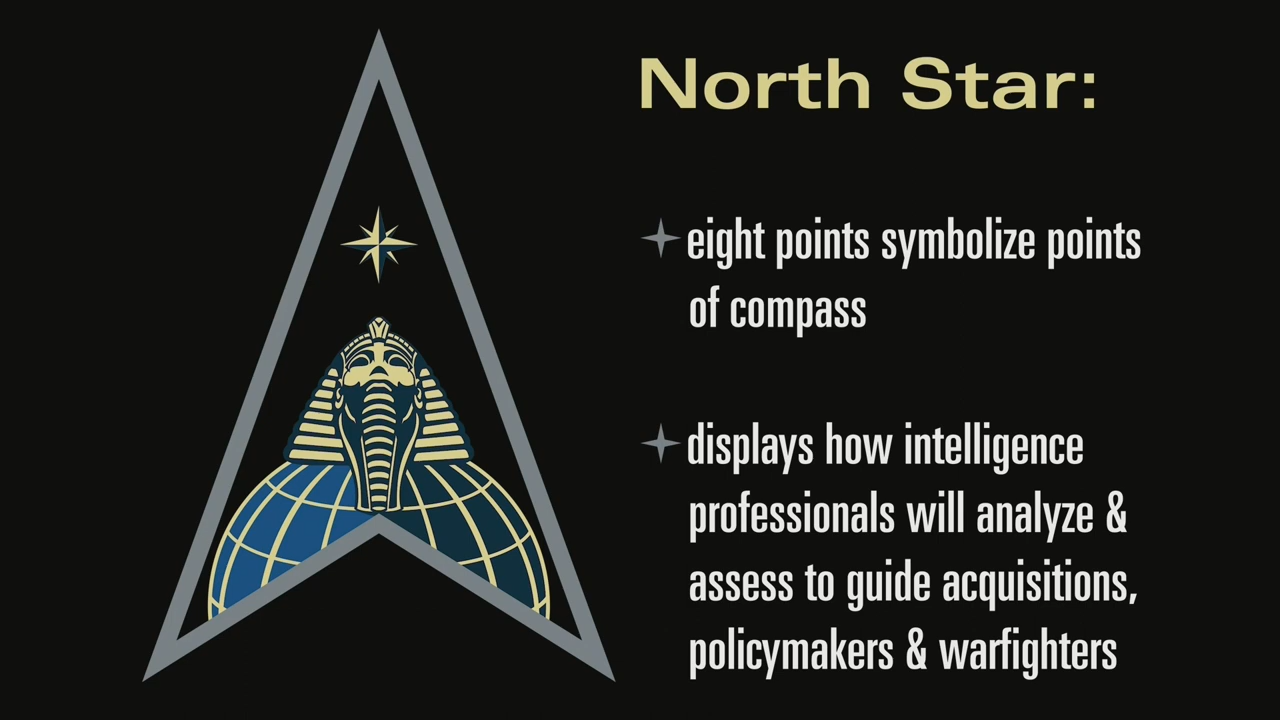 North Star:
eight points symbolize points
of compass
displays how intelligence
professionals will analyze &
assess to guide acquisitions,
policymakers & warfighters